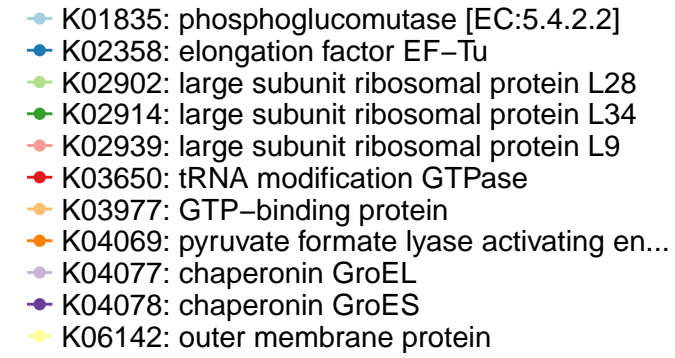 K01835: phosphoglucomutase [EC:5.4.2.2]
K02358: elongation factor EF−Tu
K02902: large subunit ribosomal protein L28
K02914: large subunit ribosomal protein L34
K02939: large subunit ribosomal protein L9
K03650: tRNA modification GTPase
K03977: GTP−binding protein
K04069: pyruvate formate lyase activating en...
K04077: chaperonin GroEL
K04078: chaperonin GroES
K06142: outer membrane protein